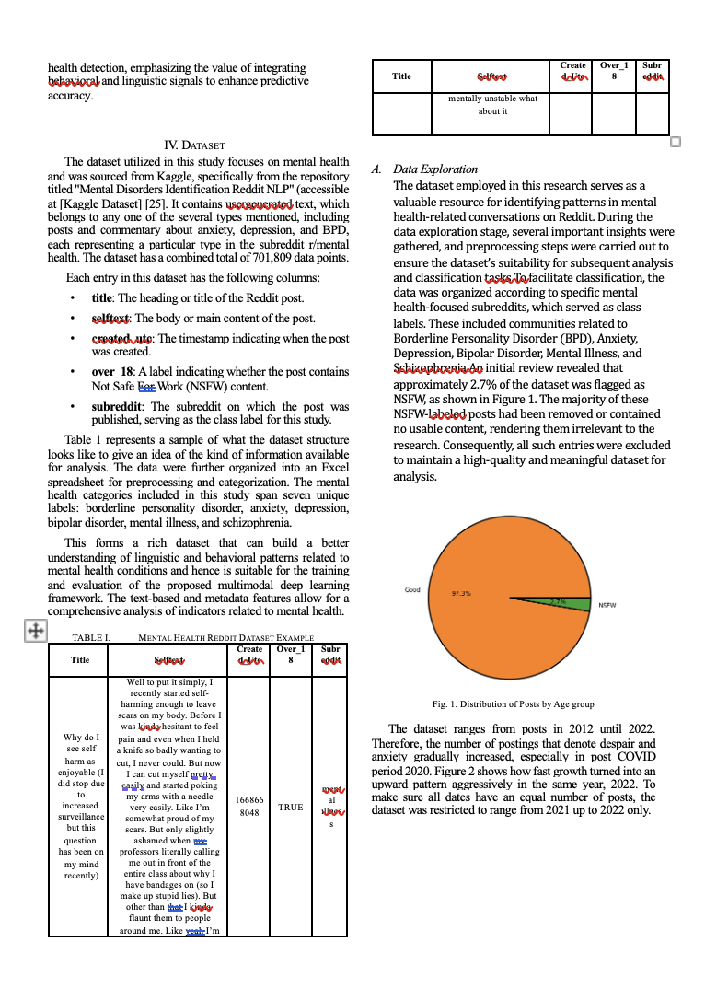 health detection, emphasizing the value of integrating
behavioral and linguistic signals to enhance predictive
accuracy.
IV. DATASET
The dataset utilized in this study focuses on mental health
and was sourced from Kaggle, specifically from the repository
titled "Mental Disorders Identification Reddit NLP" (accessible
at [Kaggle Dataset] [25]. It contains usergenerated text, which
belongs to any one of the several types mentioned, including
posts and commentary about anxiety, depression, and BPD,
each representing a particular type in the subreddit r/mental
health. The dataset has a combined total of 701,809 data points.
Each entry in this dataset has the following columns:
• title: The heading or title of the Reddit post.
• selftext: The body or main content of the post.
• created_utc: The timestamp indicating when the post
was created.
• over_18: A label indicating whether the post contains
Not Safe For Work (NSFW) content.
• subreddit: The subreddit on which the post was
published, serving as the class label for this study.
Table 1 represents a sample of what the dataset structure
looks like to give an idea of the kind of information available
for analysis. The data were further organized into an Excel
spreadsheet for preprocessing and categorization. The mental
health categories included in this study span seven unique
labels: borderline personality disorder, anxiety, depression,
bipolar disorder, mental illness, and schizophrenia.
This forms a rich dataset that can build a better
understanding of linguistic and behavioral patterns related to
mental health conditions and hence is suitable for the training
and evaluation of the proposed multimodal deep learning
framework. The text-based and metadata features allow for a
comprehensive analysis of indicators related to mental health.
TABLE I. MENTAL HEALTH REDDIT DATASET EXAMPLE
Title
Selftext
Create
d_Utc
Over_1
8
Subr
eddit
Why do I
see self
harm as
enjoyable (I
did stop due
to
increased
surveillance
but this
question
has been on
my mind
recently)
Well to put it simply, I
recently started self-
harming enough to leave
scars on my body. Before I
was kinda hesitant to feel
pain and even when I held
a knife so badly wanting to
cut, I never could. But now
I can cut myself pretty
easily and started poking
my arms with a needle
very easily. Like I'm
somewhat proud of my
scars. But only slightly
ashamed when my
professors literally calling
me out in front of the
entire class about why I
have bandages on (so I
make up stupid lies). But
other than that I kinda
flaunt them to people
around me. Like yeah I'm
166866
8048
TRUE
ment
al
illnes
s
Title
Selftext
Create
d_Utc
Over_1
8
Subr
eddit
mentally unstable what
about it
A. Data Exploration
The dataset employed in this research serves as a
valuable resource for identifying patterns in mental
health-related conversations on Reddit. During the
data exploration stage, several important insights were
gathered, and preprocessing steps were carried out to
ensure the dataset's suitability for subsequent analysis
and classification tasks.To facilitate classification, the
data was organized according to specific mental
health-focused subreddits, which served as class
labels. These included communities related to
Borderline Personality Disorder (BPD), Anxiety,
Depression, Bipolar Disorder, Mental Illness, and
Schizophrenia.An initial review revealed that
approximately 2.7% of the dataset was flagged as
NSFW, as shown in Figure 1. The majority of these
NSFW-labeled posts had been removed or contained
no usable content, rendering them irrelevant to the
research. Consequently, all such entries were excluded
to maintain a high-quality and meaningful dataset for
analysis.
Good
97.3%
2.7%
NSFW
Fig. 1. Distribution of Posts by Age group
The dataset ranges from posts in 2012 until 2022.
Therefore, the number of postings that denote despair and
anxiety gradually increased, especially in post COVID
period 2020. Figure 2 shows how fast growth turned into an
upward pattern aggressively in the same year, 2022. To
make sure all dates have an equal number of posts, the
dataset was restricted to range from 2021 up to 2022 only.